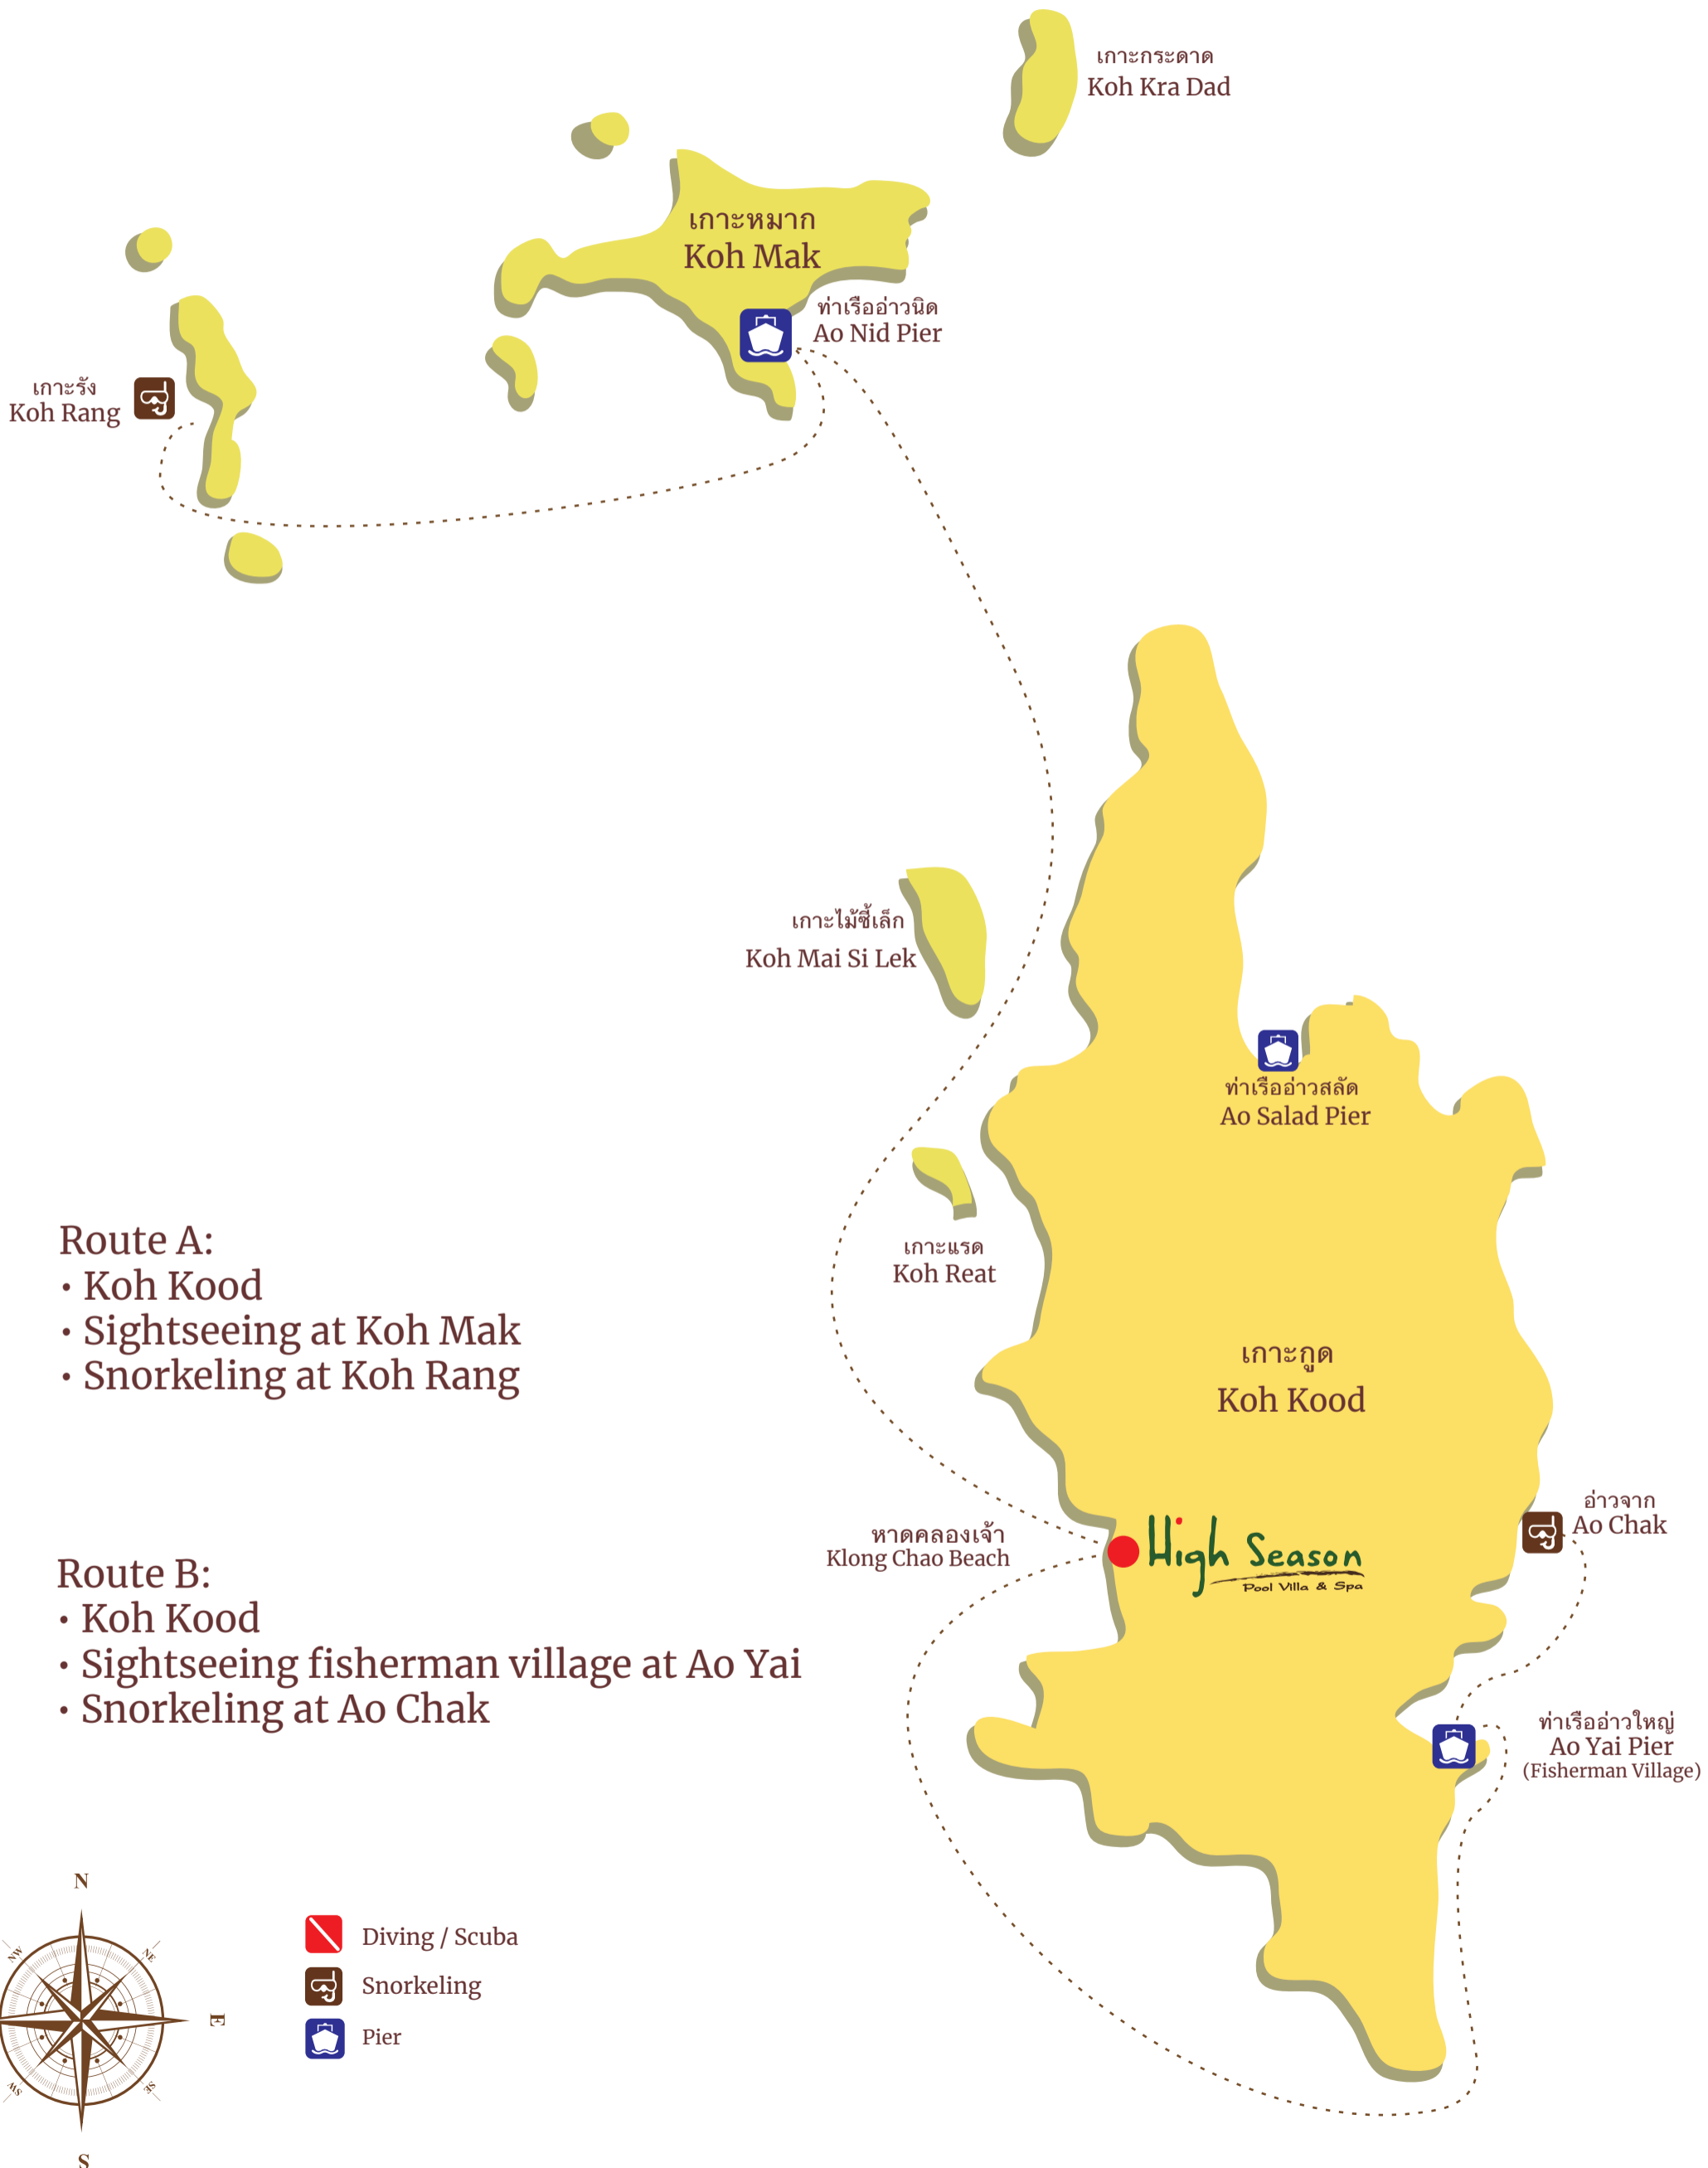 เกาะกระดาด
Koh Kra Dad
เกาะหมาก
Koh Mak
ท่าเรืออ่าวนิด
Ao Nid Pier
เกาะรัง
Koh Rang
เกาะไม้ซี้เล็ก
Koh Mai Si Lek
ท่าเรืออ่าวสลัด
Ao Salad Pier
เกาะแรด
Koh Reat
Route A:
• Koh Kood
• Sightseeing at Koh Mak
• Snorkeling at Koh Rang
เกาะกูด
Koh Kood
อ่าวจาก
Ao Chak
หาดคลองเจ้า
Klong Chao Beach
High Season
Pool Villa & Spa
Route B:
• Koh Kood
• Sightseeing fisherman village at Ao Yai
• Snorkeling at Ao Chak
ท่าเรืออ่าวใหญ่
Ao Yai Pier
(Fisherman Village)
N
NW
NE
E
SW
SE
S
Diving / Scuba
Snorkeling
Pier